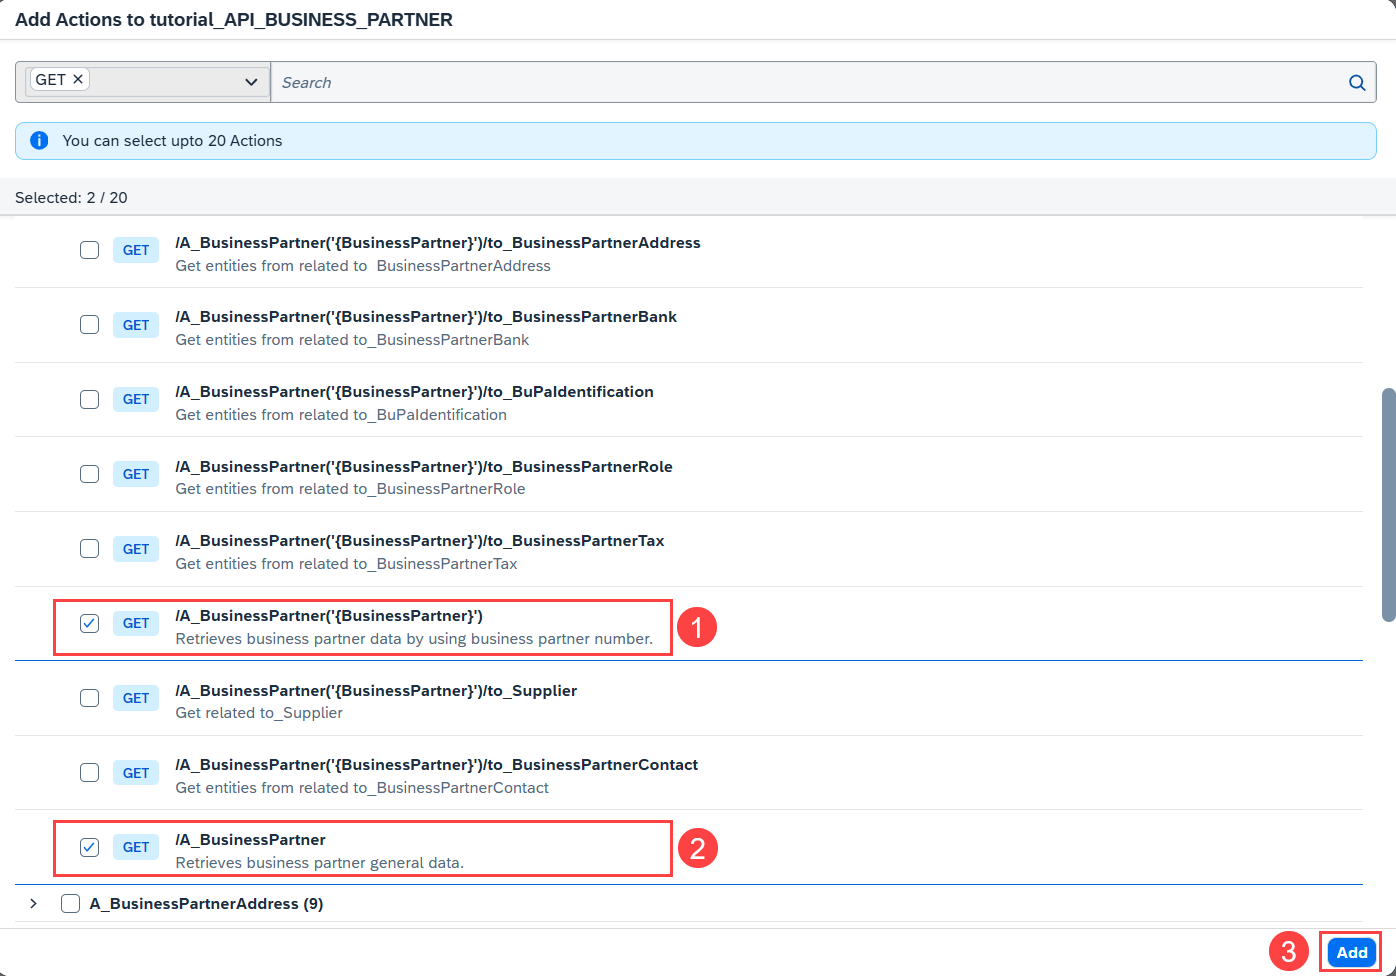 Add Actions to tutorial_API_BUSINESS_PARTNER
GET Search
You can select upto 20 Actions
Selected: 2 / 20
GET /A_BusinessPartner('{BusinessPartner}')/to_BusinessPartnerAddress
Get entities from related to BusinessPartnerAddress
GET /A_BusinessPartner('{BusinessPartner}')/to_BusinessPartnerBank
Get entities from related to_BusinessPartnerBank
GET /A_BusinessPartner('{BusinessPartner}')/to_BuPaIdentification
Get entities from related to_BuPaIdentification
GET /A_BusinessPartner('{BusinessPartner}')/to_BusinessPartnerRole
Get entities from related to_BusinessPartnerRole
GET /A_BusinessPartner('{BusinessPartner}')/to_BusinessPartnerTax
Get entities from related to_BusinessPartnerTax
GET /A_BusinessPartner('{BusinessPartner}')
Retrieves business partner data by using business partner number.
1
GET /A_BusinessPartner('{BusinessPartner}')/to_Supplier
Get related to_Supplier
GET /A_BusinessPartner('{BusinessPartner}')/to_BusinessPartnerContact
Get entities from related to_BusinessPartnerContact
GET /A_BusinessPartner
Retrieves business partner general data.
2
A_BusinessPartnerAddress (9)
3 Add